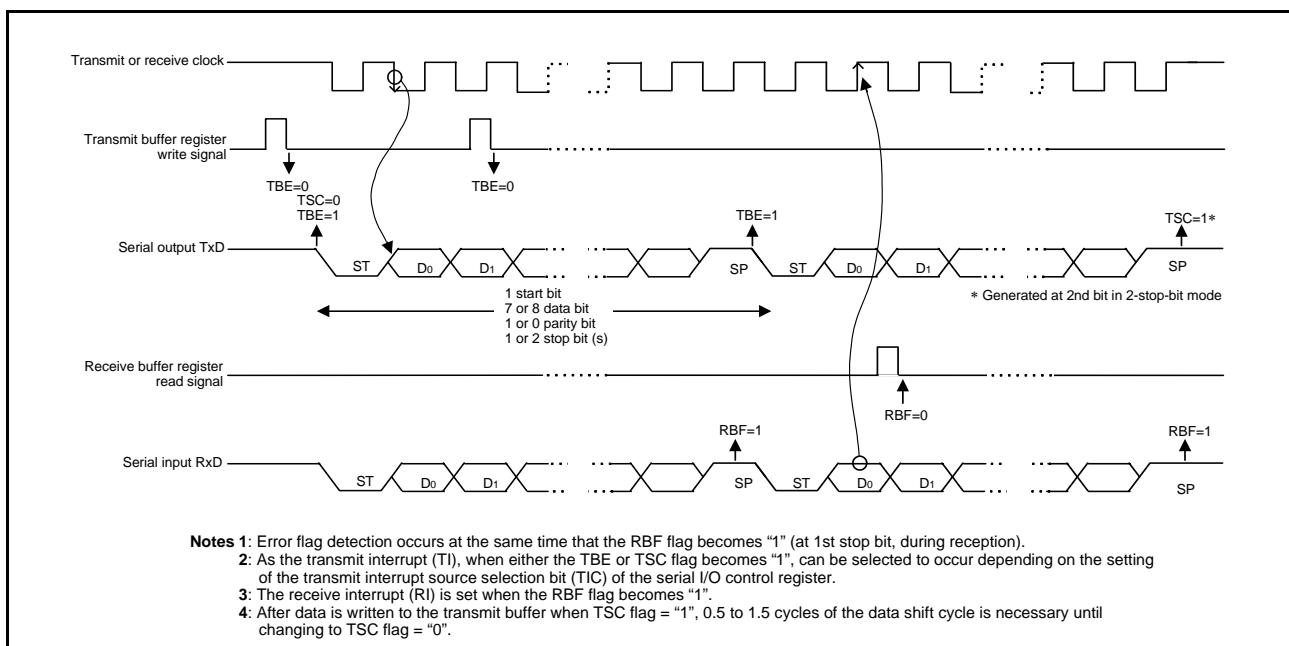 Transmit or receive clock
Transmit buffer register
write signal
TBE=0
TSC=0
TBE=1
TBE=0
TBE=1
TSC=1*
Serial output TxD
ST
D0
D1
SP
ST
D0
D1
SP
1 start bit
7 or 8 data bit
1 or 0 parity bit
1 or 2 stop bit (s)
* Generated at 2nd bit in 2-stop-bit mode
Receive buffer register
read signal
RBF=0
RBF=1
RBF=1
Serial input RxD
ST
D0
D1
SP
ST
D0
D1
SP
Notes 1: Error flag detection occurs at the same time that the RBF flag becomes “1” (at 1st stop bit, during reception).
2: As the transmit interrupt (TI), when either the TBE or TSC flag becomes “1”, can be selected to occur depending on the setting
of the transmit interrupt source selection bit (TIC) of the serial I/O control register.
3: The receive interrupt (RI) is set when the RBF flag becomes “1”.
4: After data is written to the transmit buffer when TSC flag = “1”, 0.5 to 1.5 cycles of the data shift cycle is necessary until
changing to TSC flag = “0”.